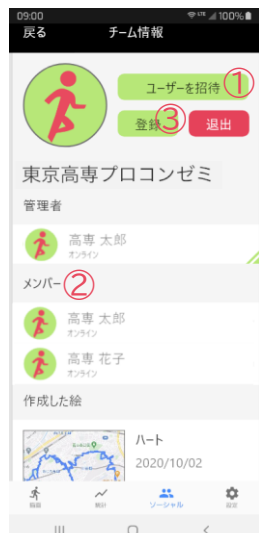 09:00 LTE 100%
戻る チーム情報
ユーザーを招待 ①
登録 ③ 退出
東京高専プロコンゼミ
管理者
高専 太郎
オンライン
メンバー ②
高専 太郎
オンライン
高専 花子
オンライン
作成した絵
ハート
2020/10/02
統計 ソーシャル 設定